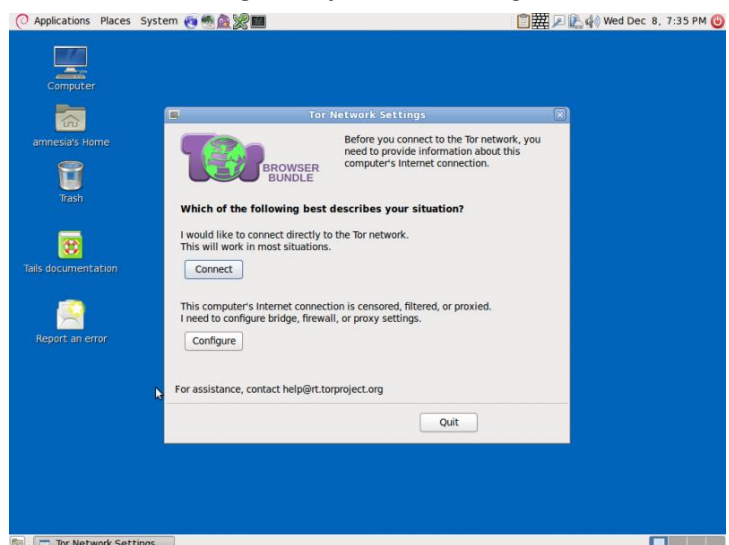 Applications Places System
Wed Dec 8, 7:35 PM
Computer
amnesia's Home
Trash
Tails documentation
Report an error
Tor Network Settings
Tor
BROWSER
BUNDLE
Before you connect to the Tor network, you
need to provide information about this
computer's Internet connection.
Which of the following best describes your situation?
I would like to connect directly to the Tor network.
This will work in most situations.
Connect
This computer's Internet connection is censored, filtered, or proxied.
I need to configure bridge, firewall, or proxy settings.
Configure
For assistance, contact help@rt.torproject.org
Quit
Tor Network Settings